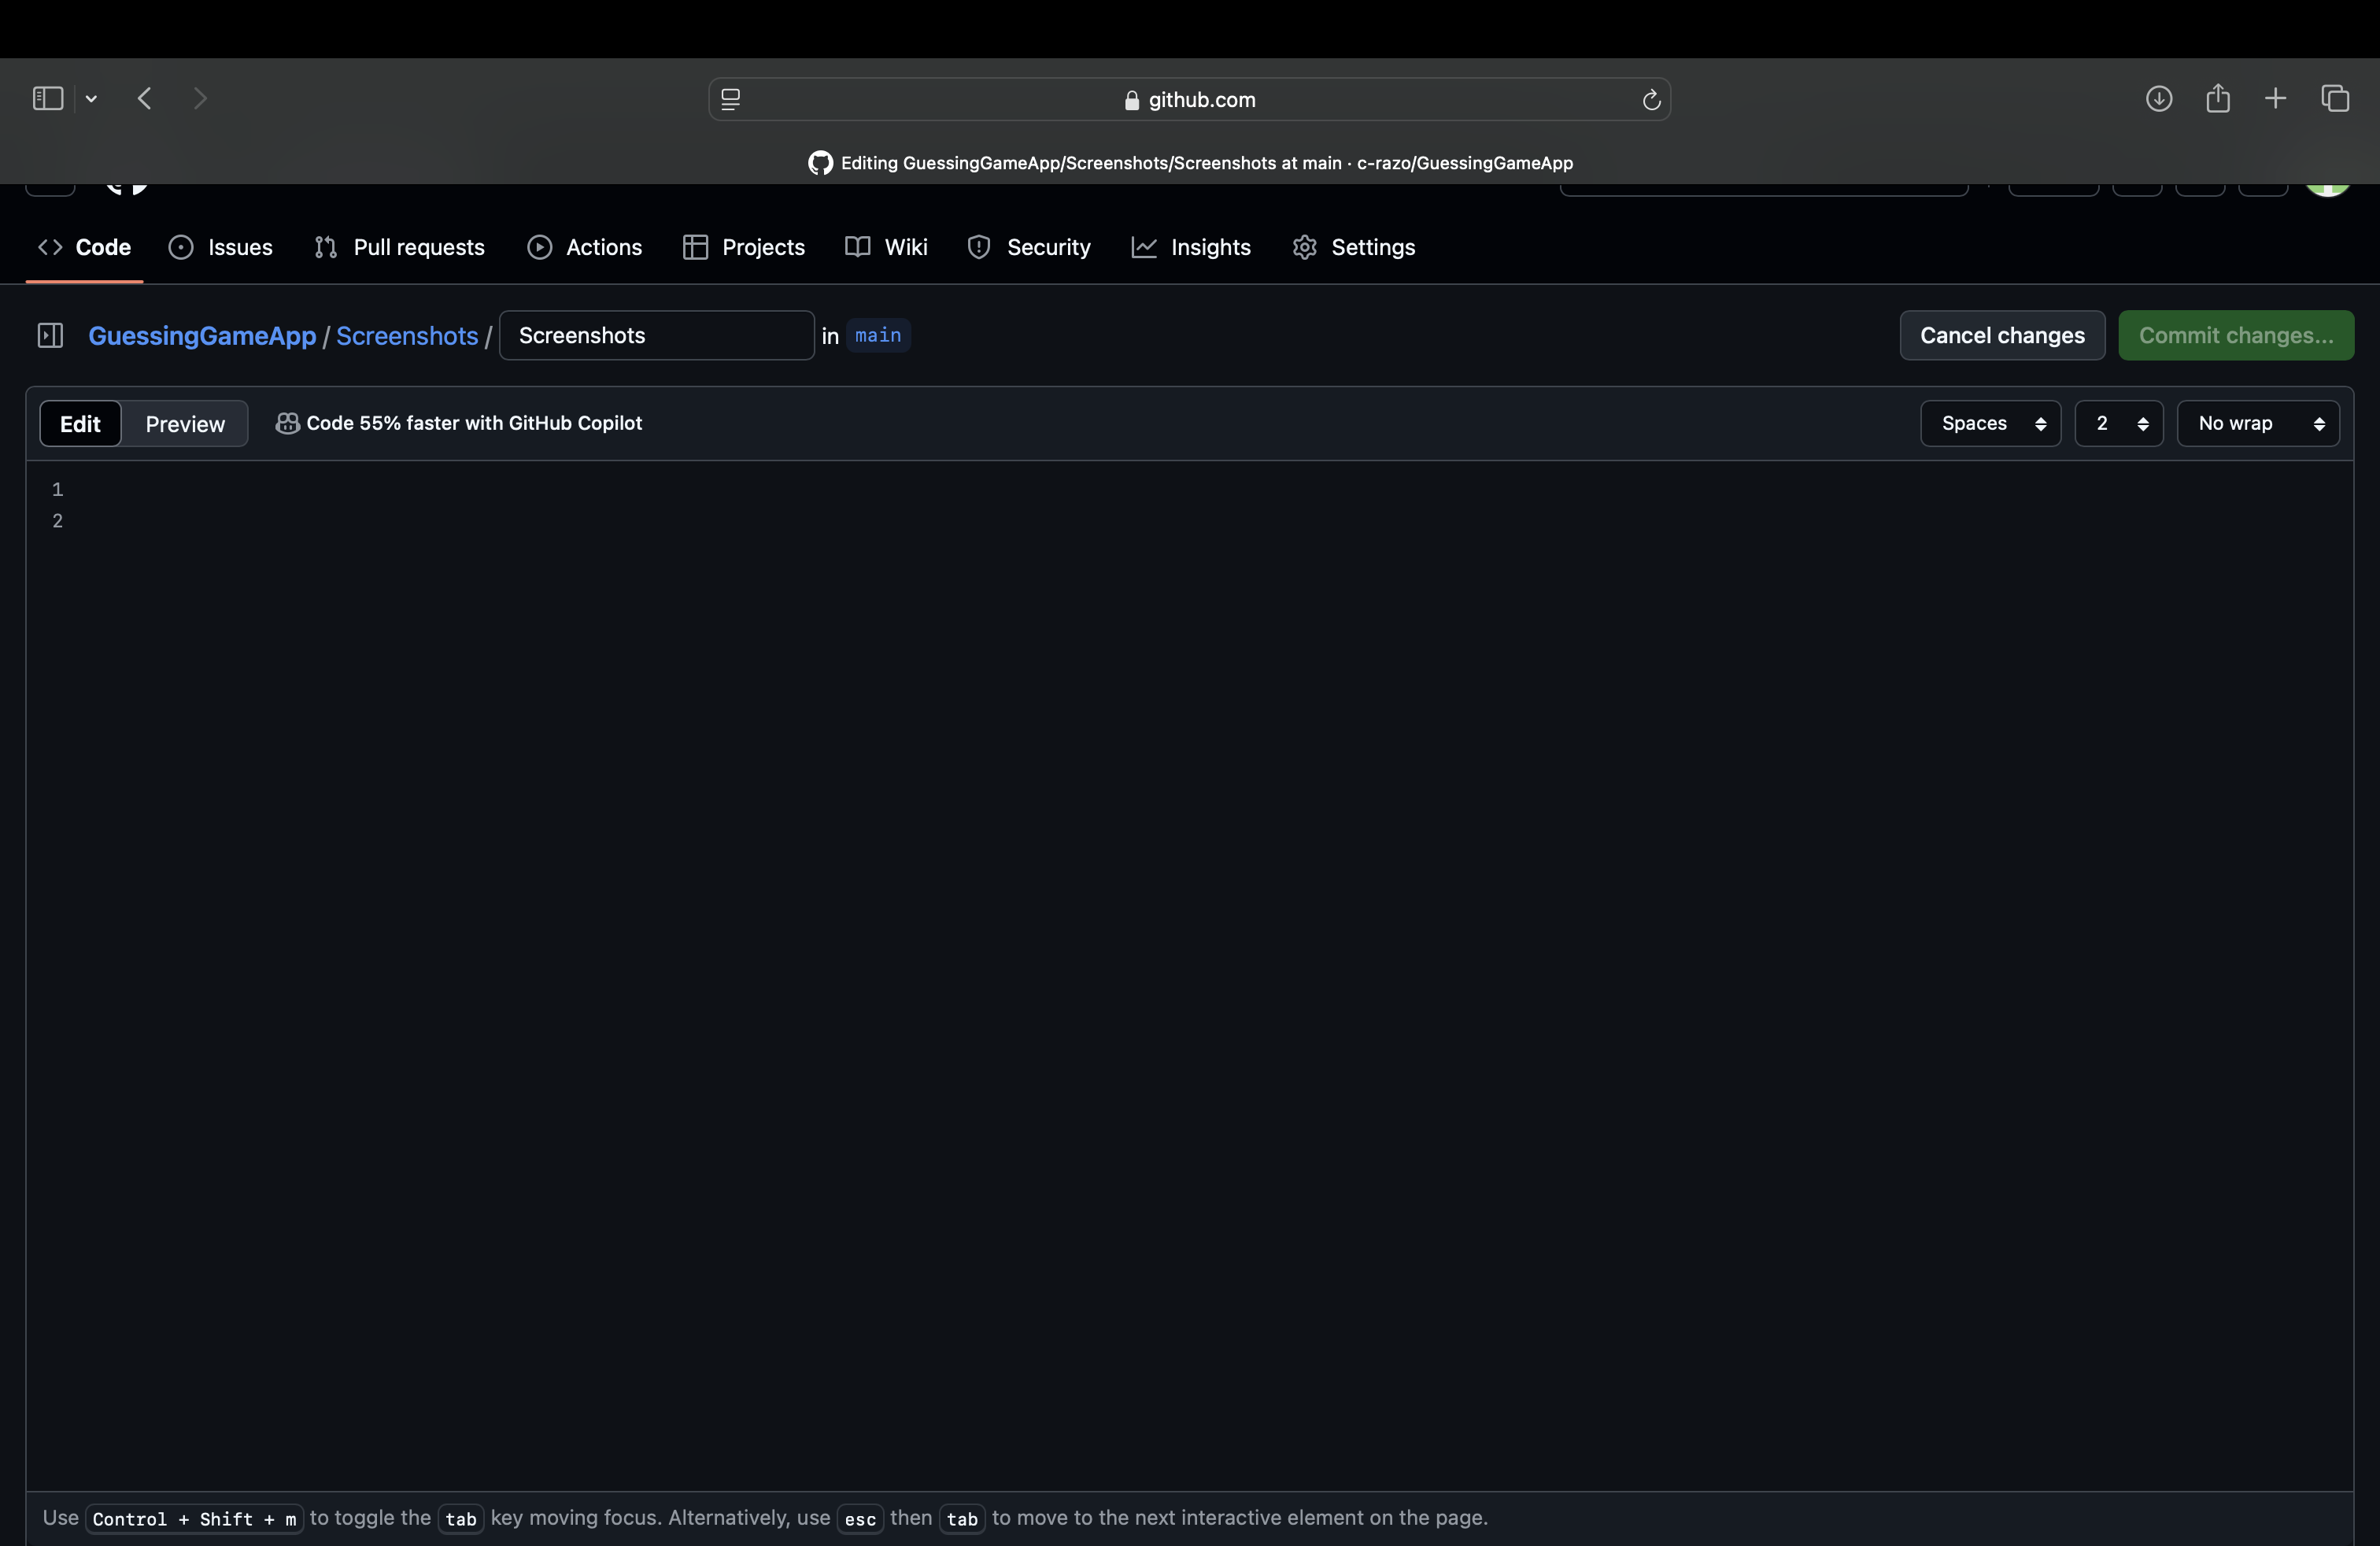 github.com
Editing GuessingGameApp/Screenshots/Screenshots at main · c-razo/GuessingGameApp
Code Issues Pull requests Actions Projects Wiki Security Insights Settings
GuessingGameApp / Screenshots / Screenshots in main Cancel changes Commit changes...
Edit Preview Code 55% faster with GitHub Copilot Spaces 2 No wrap
1
2
Use Control + Shift + m to toggle the tab key moving focus. Alternatively, use esc then tab to move to the next interactive element on the page.